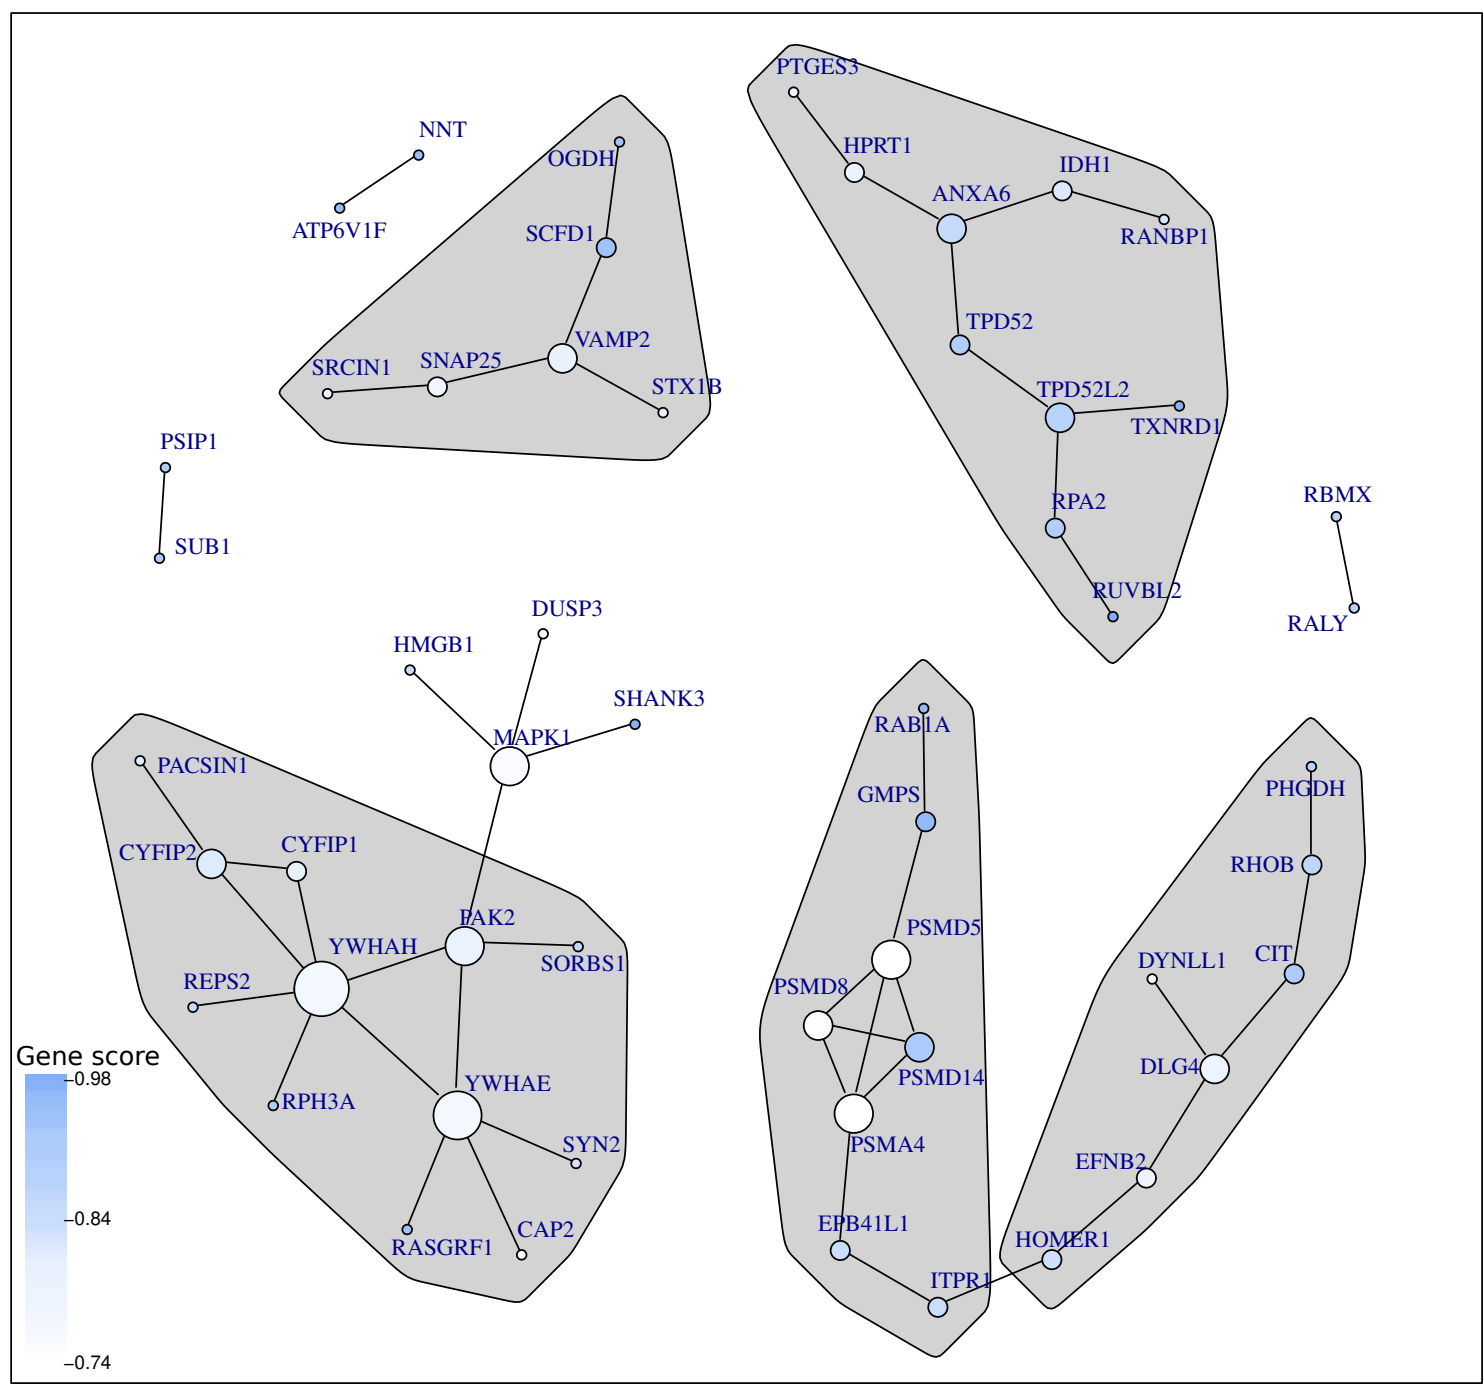 PTGES3
NNT
HPRT1
OGDH
IDH1
ANXA6
ATP6V1F
SCFD1
RANBP1
TPD52
VAMP2
SNAP25
SRCIN1
STX1B
TPD52L2
TXNRD1
PSIP1
RBMX
RPA2
SUB1
RUVBL2
DUSP3
RALY
HMGB1
SHANK3
RAB1A
MAPK1
PACSIN1
PHGDH
GMPS
CYFIP1
CYFIP2
RHOB
PAK2
PSMD5
YWHAH
CIT
DYNLL1
SORBS1
REPS2
PSMD8
Gene score
DLG4
–0.98
PSMD14
YWHAE
RPH3A
SYN2
PSMA4
EFNB2
–0.84
EPB41L1
CAP2
HOMER1
RASGRF1
ITPR1
–0.74